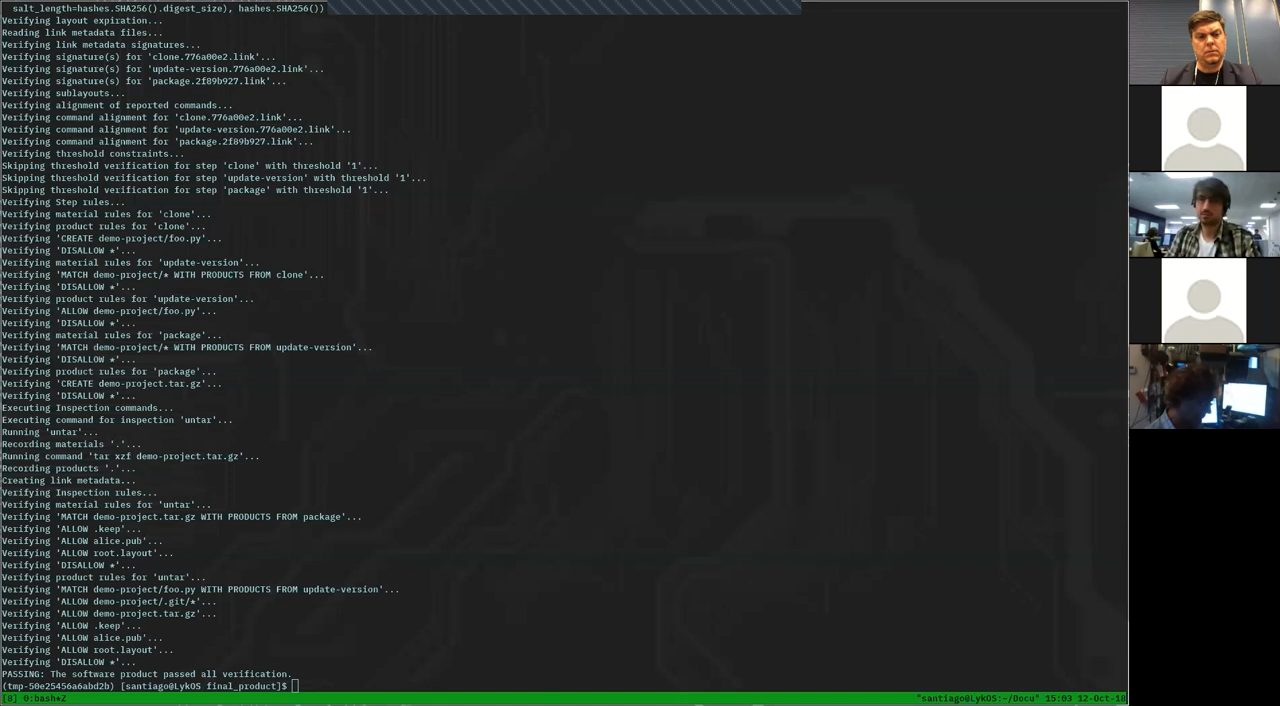 salt_length=hashes.SHA256().digest_size), hashes.SHA256())
Verifying layout expiration...
Reading link metadata files...
Verifying link metadata signatures...
Verifying signature(s) for 'clone.776a00e2.link'...
Verifying signature(s) for 'update-version.776a00e2.link'...
Verifying signature(s) for 'package.2f89b927.link'...
Verifying sublayouts...
Verifying alignment of reported commands...
Verifying command alignment for 'clone.776a00e2.link'...
Verifying command alignment for 'update-version.776a00e2.link'...
Verifying command alignment for 'package.2f89b927.link'...
Verifying threshold constraints...
Skipping threshold verification for step 'clone' with threshold '1'...
Skipping threshold verification for step 'update-version' with threshold '1'...
Skipping threshold verification for step 'package' with threshold '1'...
Verifying Step rules...
Verifying material rules for 'clone'...
Verifying product rules for 'clone'...
Verifying 'CREATE demo-project/foo.py'...
Verifying 'DISALLOW *'...
Verifying material rules for 'update-version'...
Verifying 'MATCH demo-project/* WITH PRODUCTS FROM clone'...
Verifying 'DISALLOW *'...
Verifying product rules for 'update-version'...
Verifying 'ALLOW demo-project/foo.py'...
Verifying 'DISALLOW *'...
Verifying material rules for 'package'...
Verifying 'MATCH demo-project/* WITH PRODUCTS FROM update-version'...
Verifying 'DISALLOW *'...
Verifying product rules for 'package'...
Verifying 'CREATE demo-project.tar.gz'...
Verifying 'DISALLOW *'...
Executing Inspection commands...
Executing command for inspection 'untar'...
Running 'untar'...
Recording materials '.'...
Running command 'tar xzf demo-project.tar.gz'...
Recording products '.'...
Creating link metadata...
Verifying Inspection rules...
Verifying material rules for 'untar'...
Verifying 'MATCH demo-project.tar.gz WITH PRODUCTS FROM package'...
Verifying 'ALLOW .keep'...
Verifying 'ALLOW alice.pub'...
Verifying 'ALLOW root.layout'...
Verifying 'DISALLOW *'...
Verifying product rules for 'untar'...
Verifying 'MATCH demo-project/foo.py WITH PRODUCTS FROM update-version'...
Verifying 'ALLOW demo-project/.git/*'...
Verifying 'ALLOW demo-project.tar.gz'...
Verifying 'ALLOW .keep'...
Verifying 'ALLOW alice.pub'...
Verifying 'ALLOW root.layout'...
Verifying 'DISALLOW *'...
PASSING: The software product passed all verification.
(tmp-50e25456a6abd2b) [santiago@LykOS final_product]$
[8] 0:bash*Z "santiago@LykOS:~/Docu" 15:03 12-Oct-18